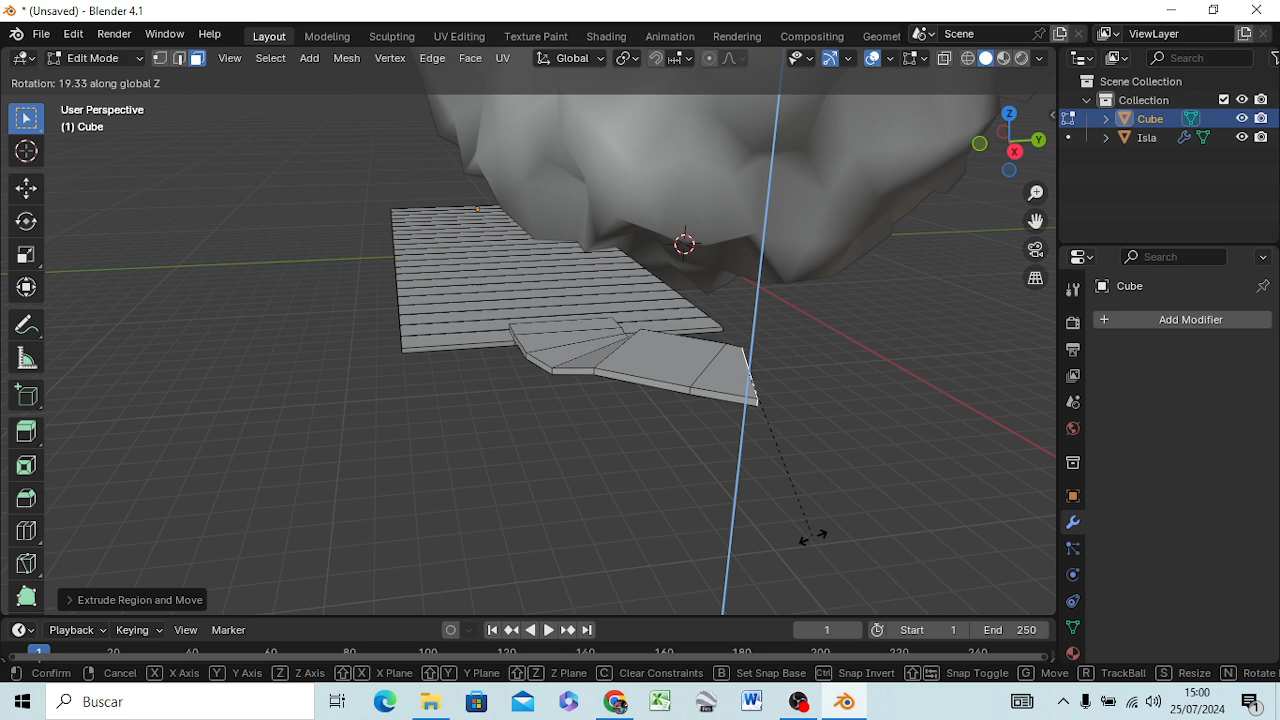 * (Unsaved) - Blender 4.1
File Edit Render Window Help Layout Modeling Sculpting UV Editing Texture Paint Shading Animation Rendering Compositing Geomet Scene ViewLayer
Edit Mode View Select Add Mesh Vertex Edge Face UV Global Search
Rotation: 19.33 along global Z
User Perspective
(1) Cube
Z
Y
X
Scene Collection
Collection
Cube
Isla
Search
Cube
Add Modifier
Extrude Region and Move
Playback Keying View Marker 1 Start 1 End 250
1 20 40 60 80 100 120 140 160 180 200 220 240
Confirm Cancel X X Axis Y Y Axis Z Z Axis X X Plane Y Y Plane Z Z Plane C Clear Constraints B Set Snap Base Ctrl Snap Invert Snap Toggle G Move R TrackBall S Resize N Rotate
Buscar
15:00
25/07/2024
1